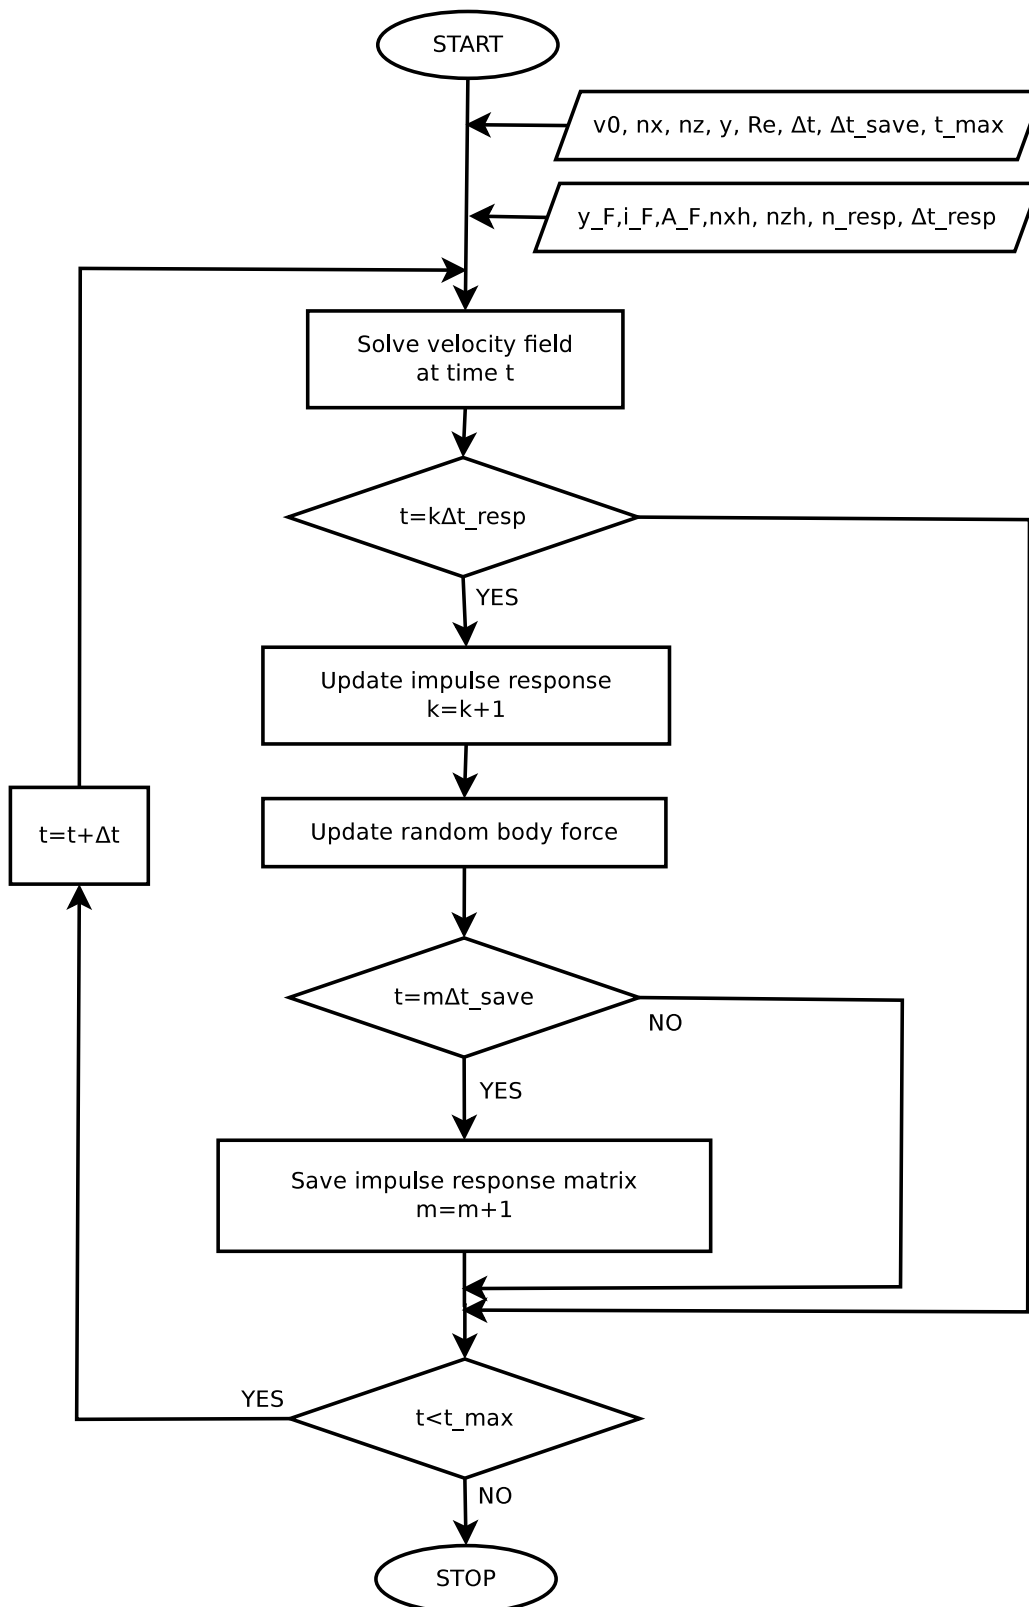 START
v0, nx, nz, y, Re, Δt, Δt_save, t_max
y_F,i_F,A_F,nxh, nzh, n_resp, Δt_resp
Solve velocity field
at time t
t=kΔt_resp
YES
Update impulse response
k=k+1
t=t+Δt
Update random body force
t=mΔt_save
NO
YES
Save impulse response matrix
m=m+1
YES
t<t_max
NO
STOP